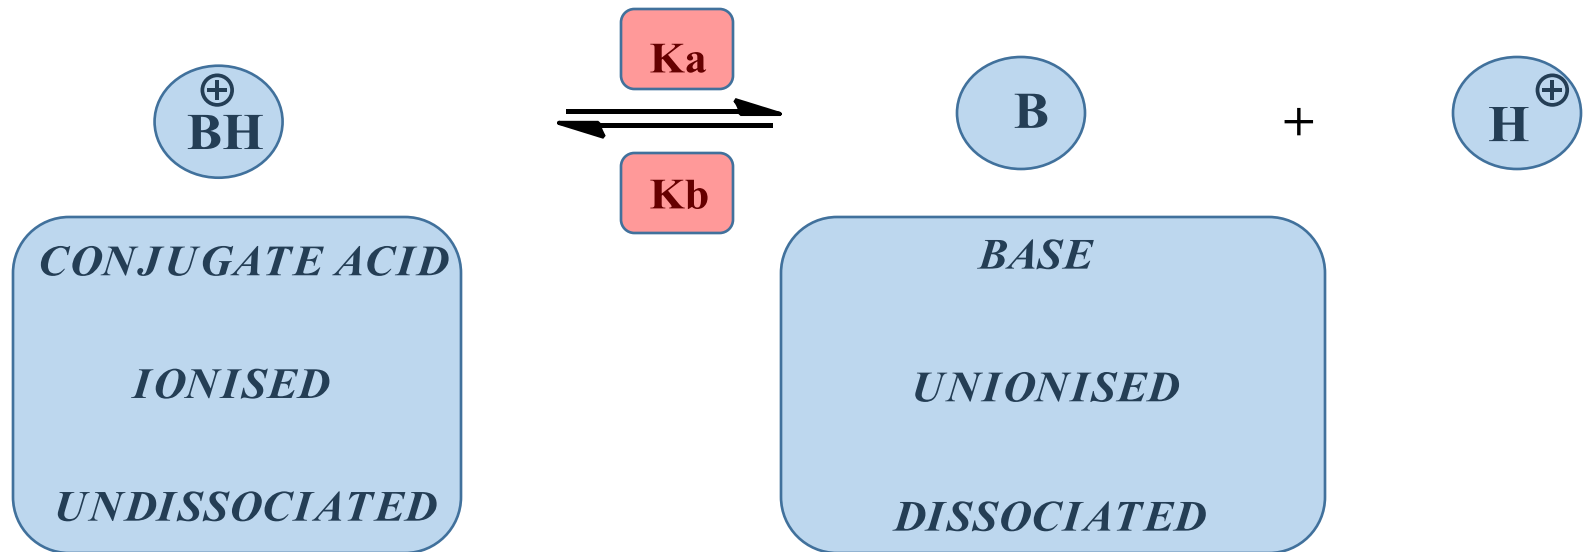 Ka
⊕
BH
B
+
H⊕
Kb
CONJUGATE ACID
BASE
IONISED
UNIONISED
UNDISSOCIATED
DISSOCIATED